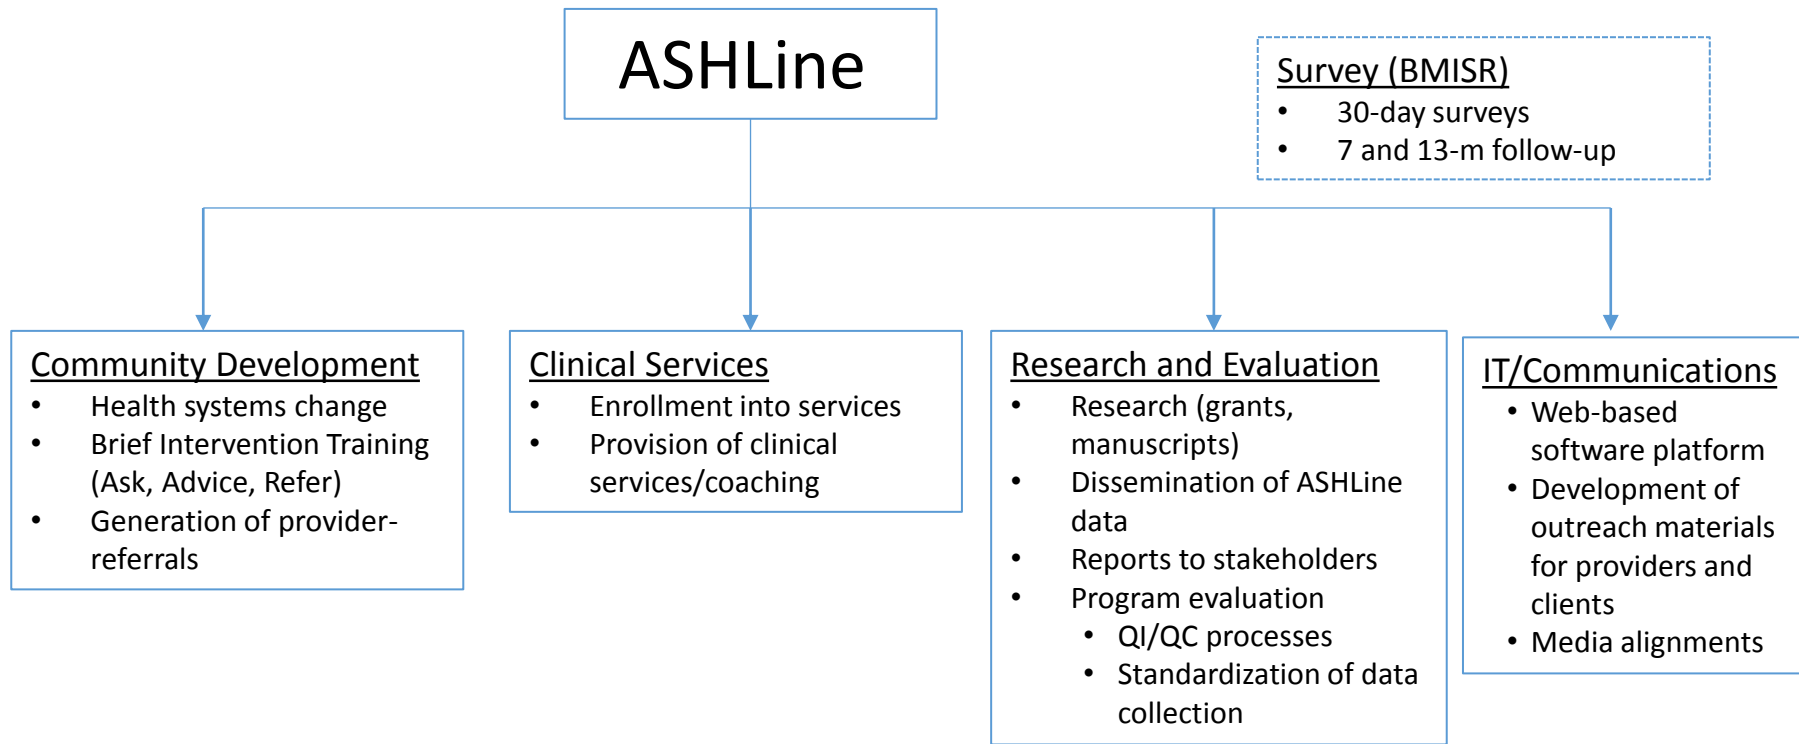 ASHLine
Survey (BMISR)
• 30-day surveys
• 7 and 13-m follow-up
Community Development
• Health systems change
• Brief Intervention Training
(Ask, Advice, Refer)
• Generation of provider-
referrals
Clinical Services
• Enrollment into services
• Provision of clinical
services/coaching
Research and Evaluation
• Research (grants,
manuscripts)
• Dissemination of ASHLine
data
• Reports to stakeholders
• Program evaluation
• QI/QC processes
• Standardization of data
collection
IT/Communications
• Web-based
software platform
• Development of
outreach materials
for providers and
clients
• Media alignments